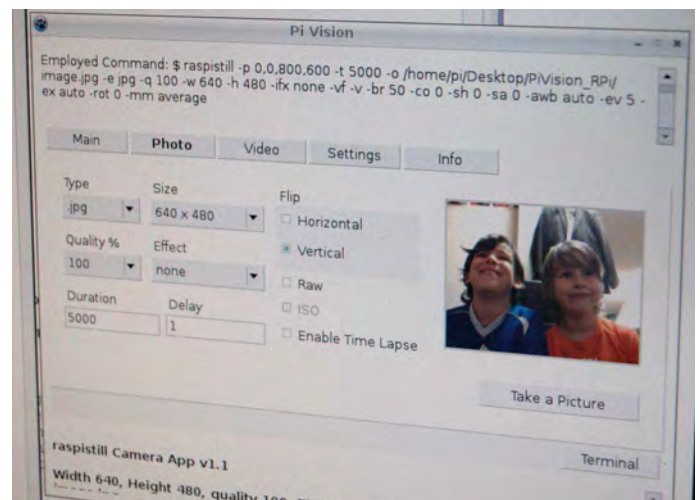 Pi Vision
Employed Command: $ raspistill -p 0,0,800,600 -t 5000 -o /home/pi/Desktop/PiVision_RPi/
image.jpg -e jpg -q 100 -w 640 -h 480 -ifx none -vf -v -br 50 -co 0 -sh 0 -sa 0 -awb auto -ev 5 -
ex auto -rot 0 -mm average
Main Photo Video Settings Info
Type Size Flip
.jpg 640 x 480 Horizontal
Quality % Effect Vertical
100 none Raw
Duration Delay ISO
5000 1 Enable Time Lapse
Take a Picture
Terminal
raspistill Camera App v1.1
Width 640, Height 480, quality 100,